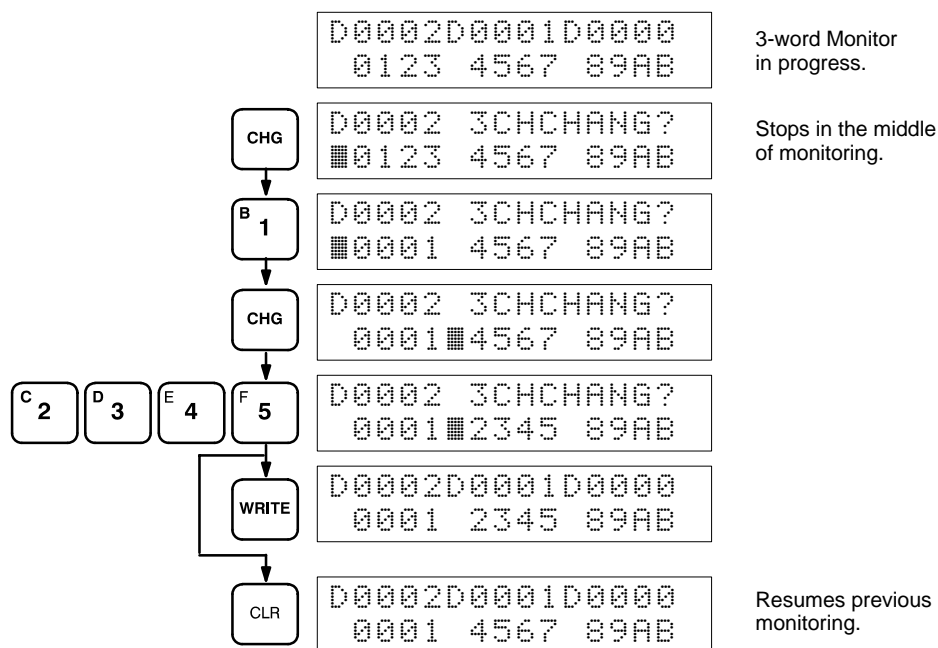 D0002D0001D0000
0123 4567 89AB
3-word Monitor
in progress.
CHG
D0002 3CHCHANG?
0123 4567 89AB
Stops in the middle
of monitoring.
B 1
D0002 3CHCHANG?
0001 4567 89AB
CHG
D0002 3CHCHANG?
0001 4567 89AB
C 2
D 3
E 4
F 5
D0002 3CHCHANG?
0001 2345 89AB
WRITE
D0002D0001D0000
0001 2345 89AB
CLR
D0002D0001D0000
0001 4567 89AB
Resumes previous
monitoring.